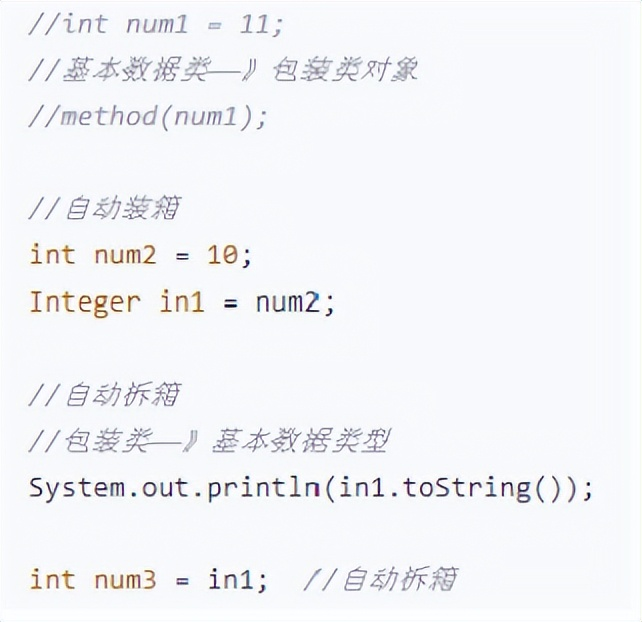 //int num1 = 11;
//基本数据类——》包装类对象
//method(num1);
//自动装箱
int num2 = 10;
Integer in1 = num2;
//自动拆箱
//包装类——》基本数据类型
System.out.println(in1.toString());
int num3 = in1;  //自动拆箱